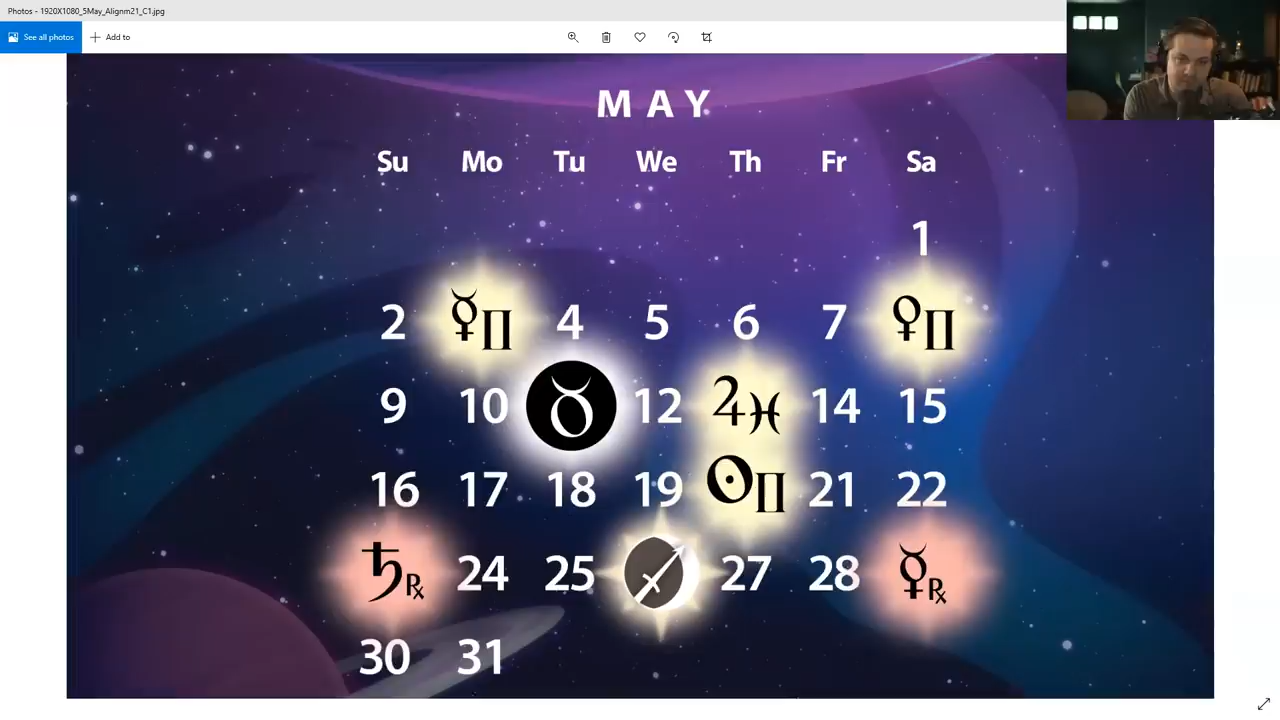 Photos - 1920X1080_5May_Alignm21_C1.jpg
See all photos + Add to
MAY
Su Mo Tu We Th Fr Sa
1
2 ☿♊ 4 5 6 7 ♀♊
9 10 ♉ 12 ♃♓ 14 15
16 17 18 19 ☉♊ 21 22
♄℞ 24 25 ♐ 27 28 ☿℞
30 31